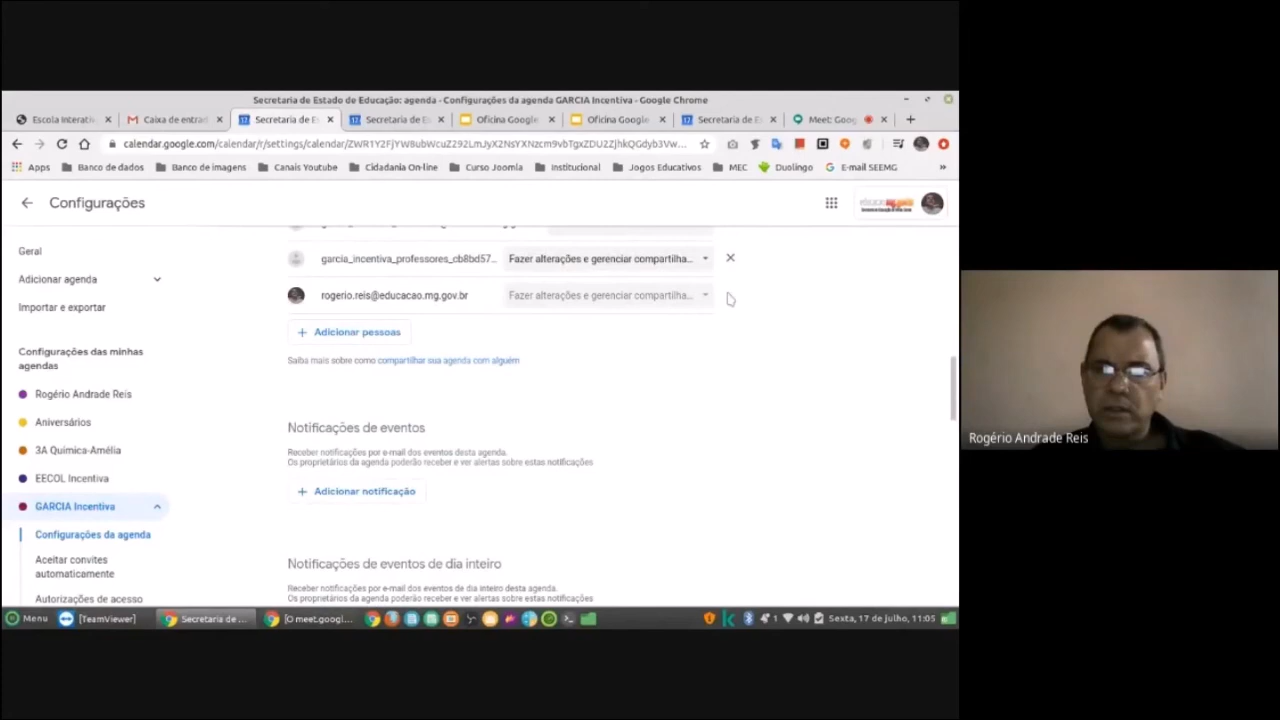 Secretaria de Estado de Educação: agenda - Configurações da agenda GARCIA Incentiva - Google Chrome
Escola Interati
Caixa de entrad
Secretaria de E
Secretaria de Es
Oficina Google
Oficina Google
Secretaria de Es
Meet: Goog
calendar.google.com/calendar/r/settings/calendar/
Apps
Banco de dados
Banco de imagens
Canais Youtube
Cidadania On-line
Curso Joomla
Institucional
Jogos Educativos
MEC
Duolingo
E-mail SEEMG
»
Configurações
Geral
garcia_incentiva_professores_cb8bd57...
Fazer alterações e gerenciar compartilha...
Adicionar agenda
rogerio.reis@educacao.mg.gov.br
Fazer alterações e gerenciar compartilha...
Importar e exportar
+ Adicionar pessoas
Configurações das minhas
agendas
Saiba mais sobre como compartilhar sua agenda com alguém
Rogério Andrade Reis
Aniversários
Notificações de eventos
3A Química-Amélia
Receber notificações por e-mail dos eventos desta agenda.
Os proprietários da agenda poderão receber e ver alertas sobre estas notificações
EECOL Incentiva
+ Adicionar notificação
GARCIA Incentiva
Configurações da agenda
Aceitar convites
automaticamente
Notificações de eventos de dia inteiro
Receber notificações por e-mail dos eventos de dia inteiro desta agenda.
Os proprietários da agenda poderão receber e ver alertas sobre estas notificações
Autorizações de acesso
Menu
[TeamViewer]
Secretaria de...
[O meet.googl...
1
Sexta, 17 de julho, 11:05
Rogério Andrade Reis